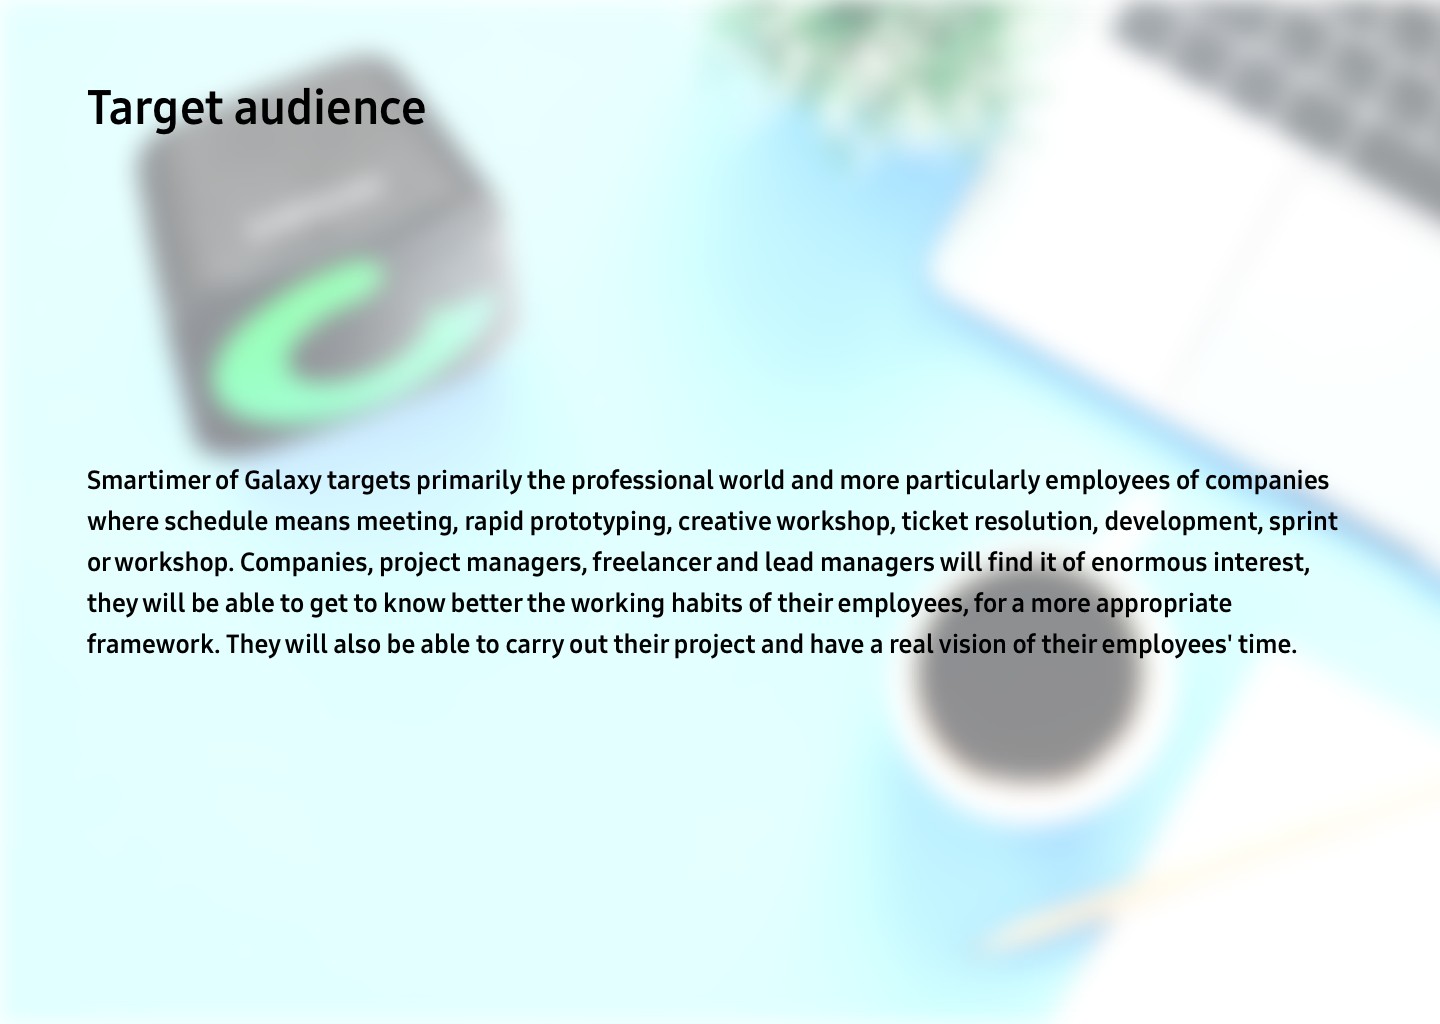 Target audience
Smartimer of Galaxy targets primarily the professional world and more particularly employees of companies
where schedule means meeting, rapid prototyping, creative workshop, ticket resolution, development, sprint
or workshop. Companies, project managers, freelancer and lead managers will find it of enormous interest,
they will be able to get to know better the working habits of their employees, for a more appropriate
framework. They will also be able to carry out their project and have a real vision of their employees' time.